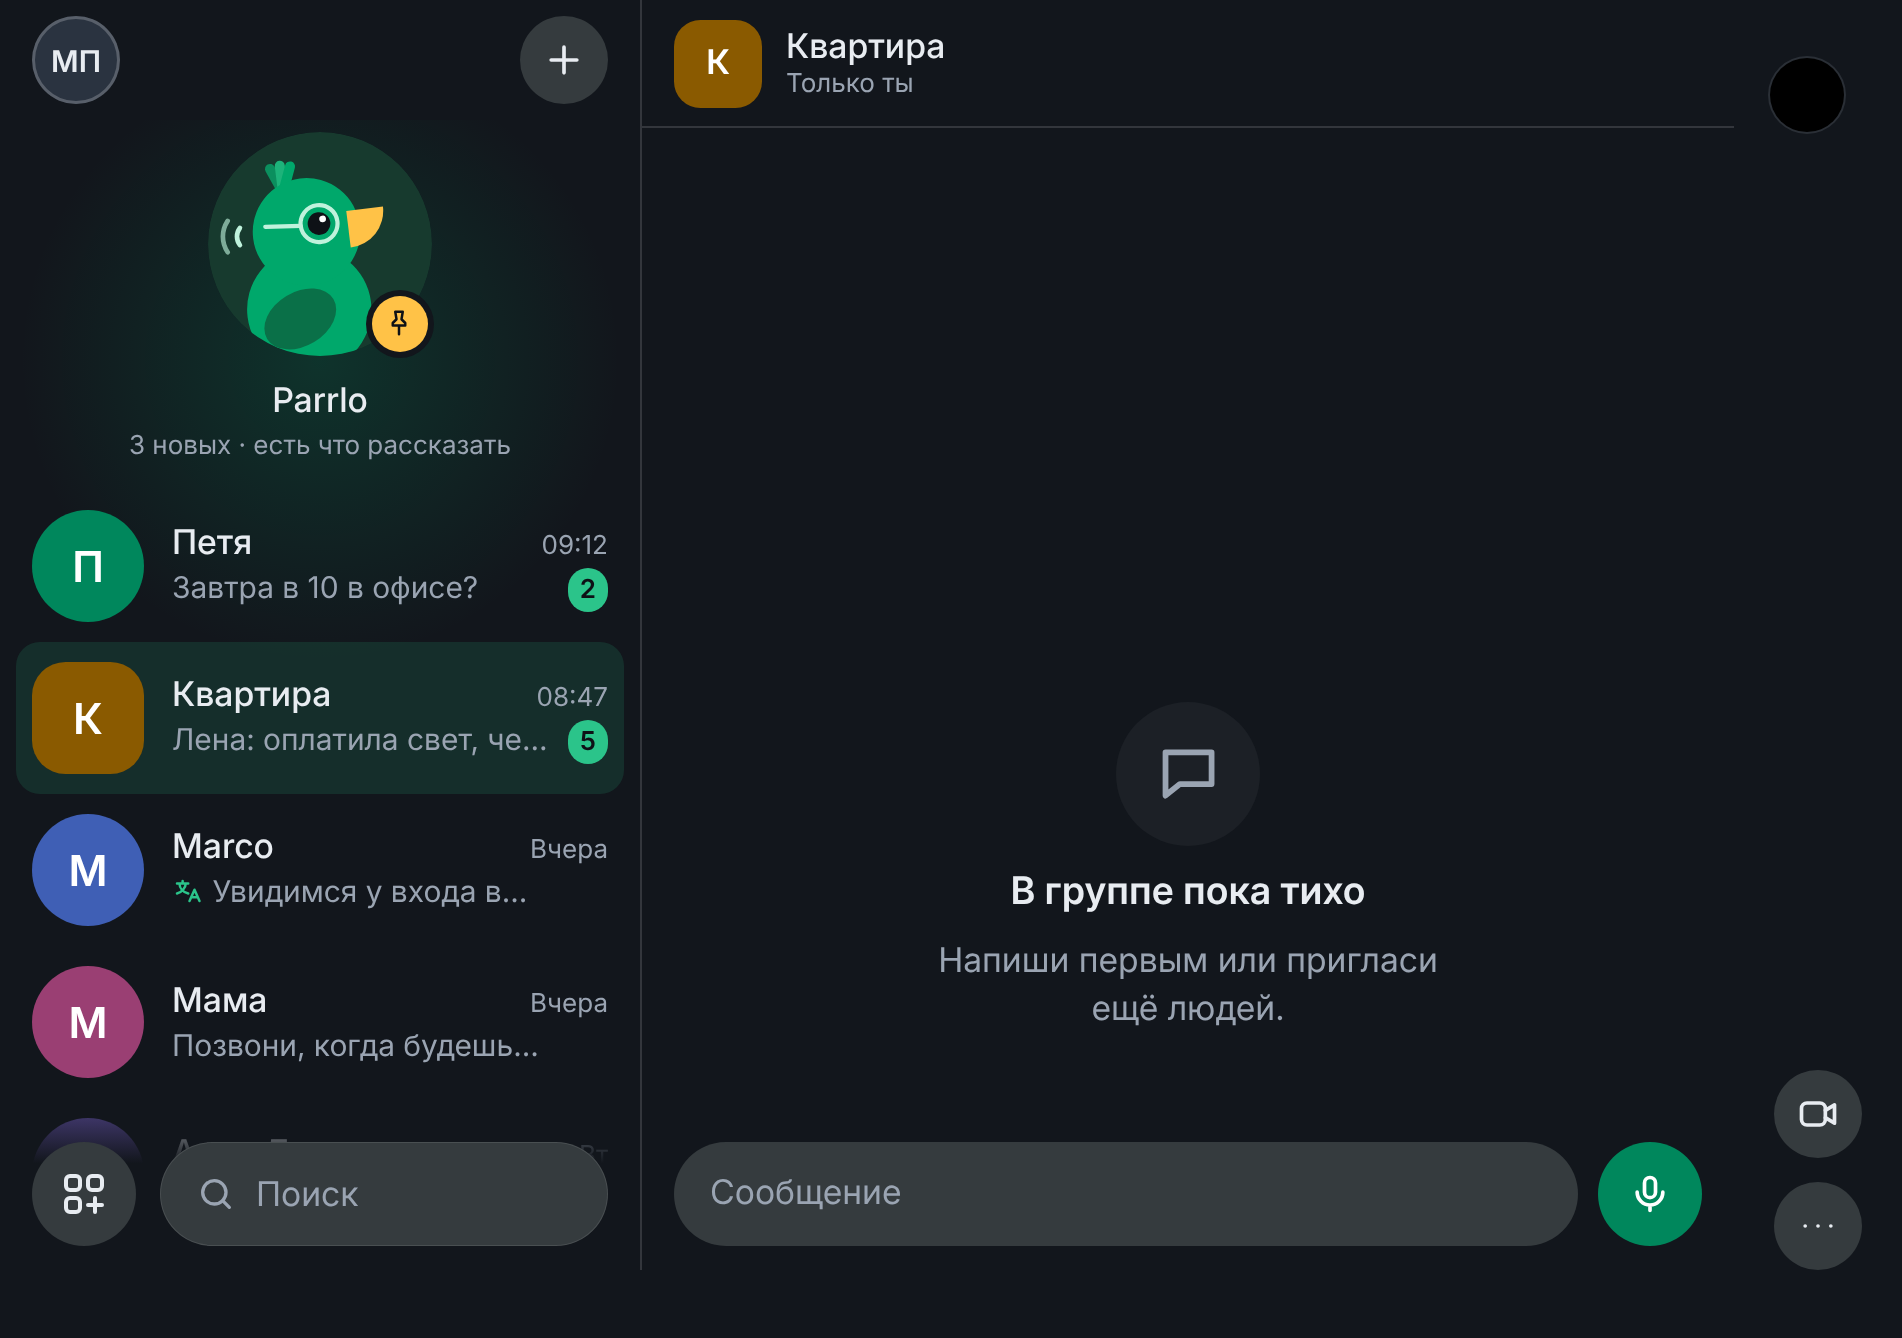 МП
Parrlo
3 новых · есть что рассказать
П
Петя
09:12
Завтра в 10 в офисе?
2
К
Квартира
08:47
Лена: оплатила свет, че...
5
M
Marco
Вчера
Увидимся у входа в...
М
Мама
Вчера
Позвони, когда будешь...
Поиск
К
Квартира
Только ты
В группе пока тихо
Напиши первым или пригласи
ещё людей.
Сообщение